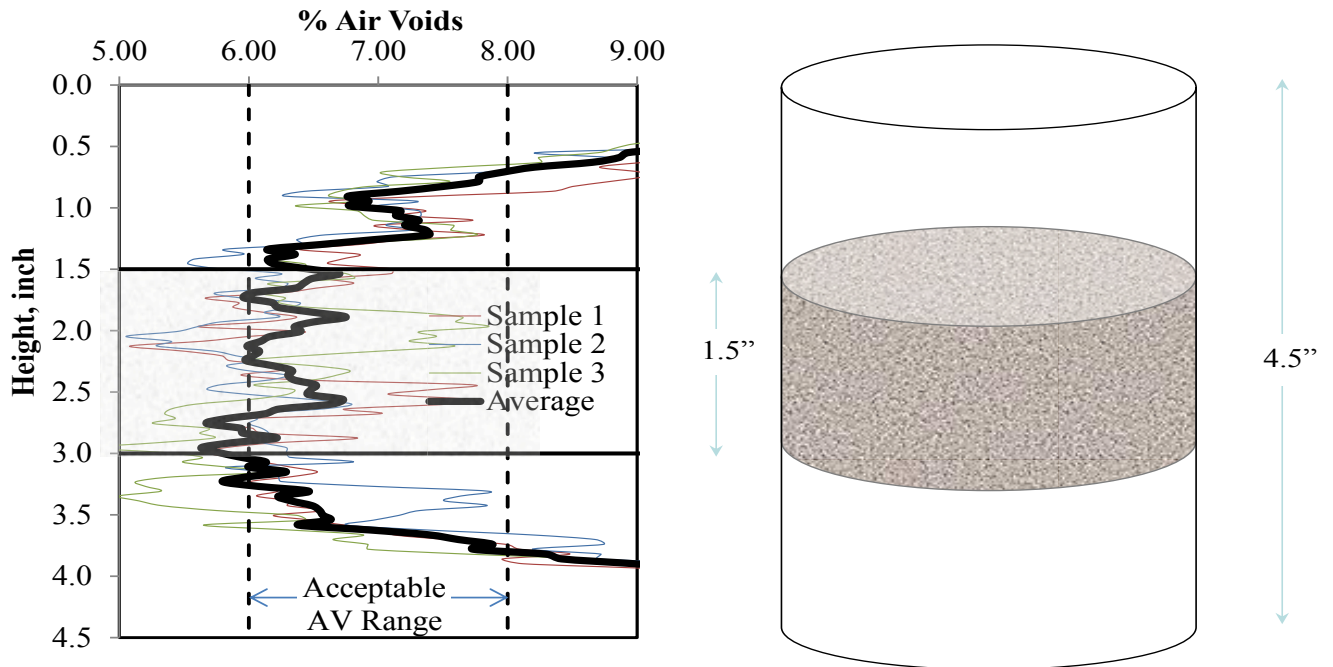 % Air Voids
5.00 6.00 7.00 8.00 9.00
Height, inch
0.0
0.5
1.0
1.5
2.0
2.5
3.0
3.5
4.0
4.5
Sample 1
Sample 2
Sample 3
Average
Acceptable
AV Range
1.5”
4.5”